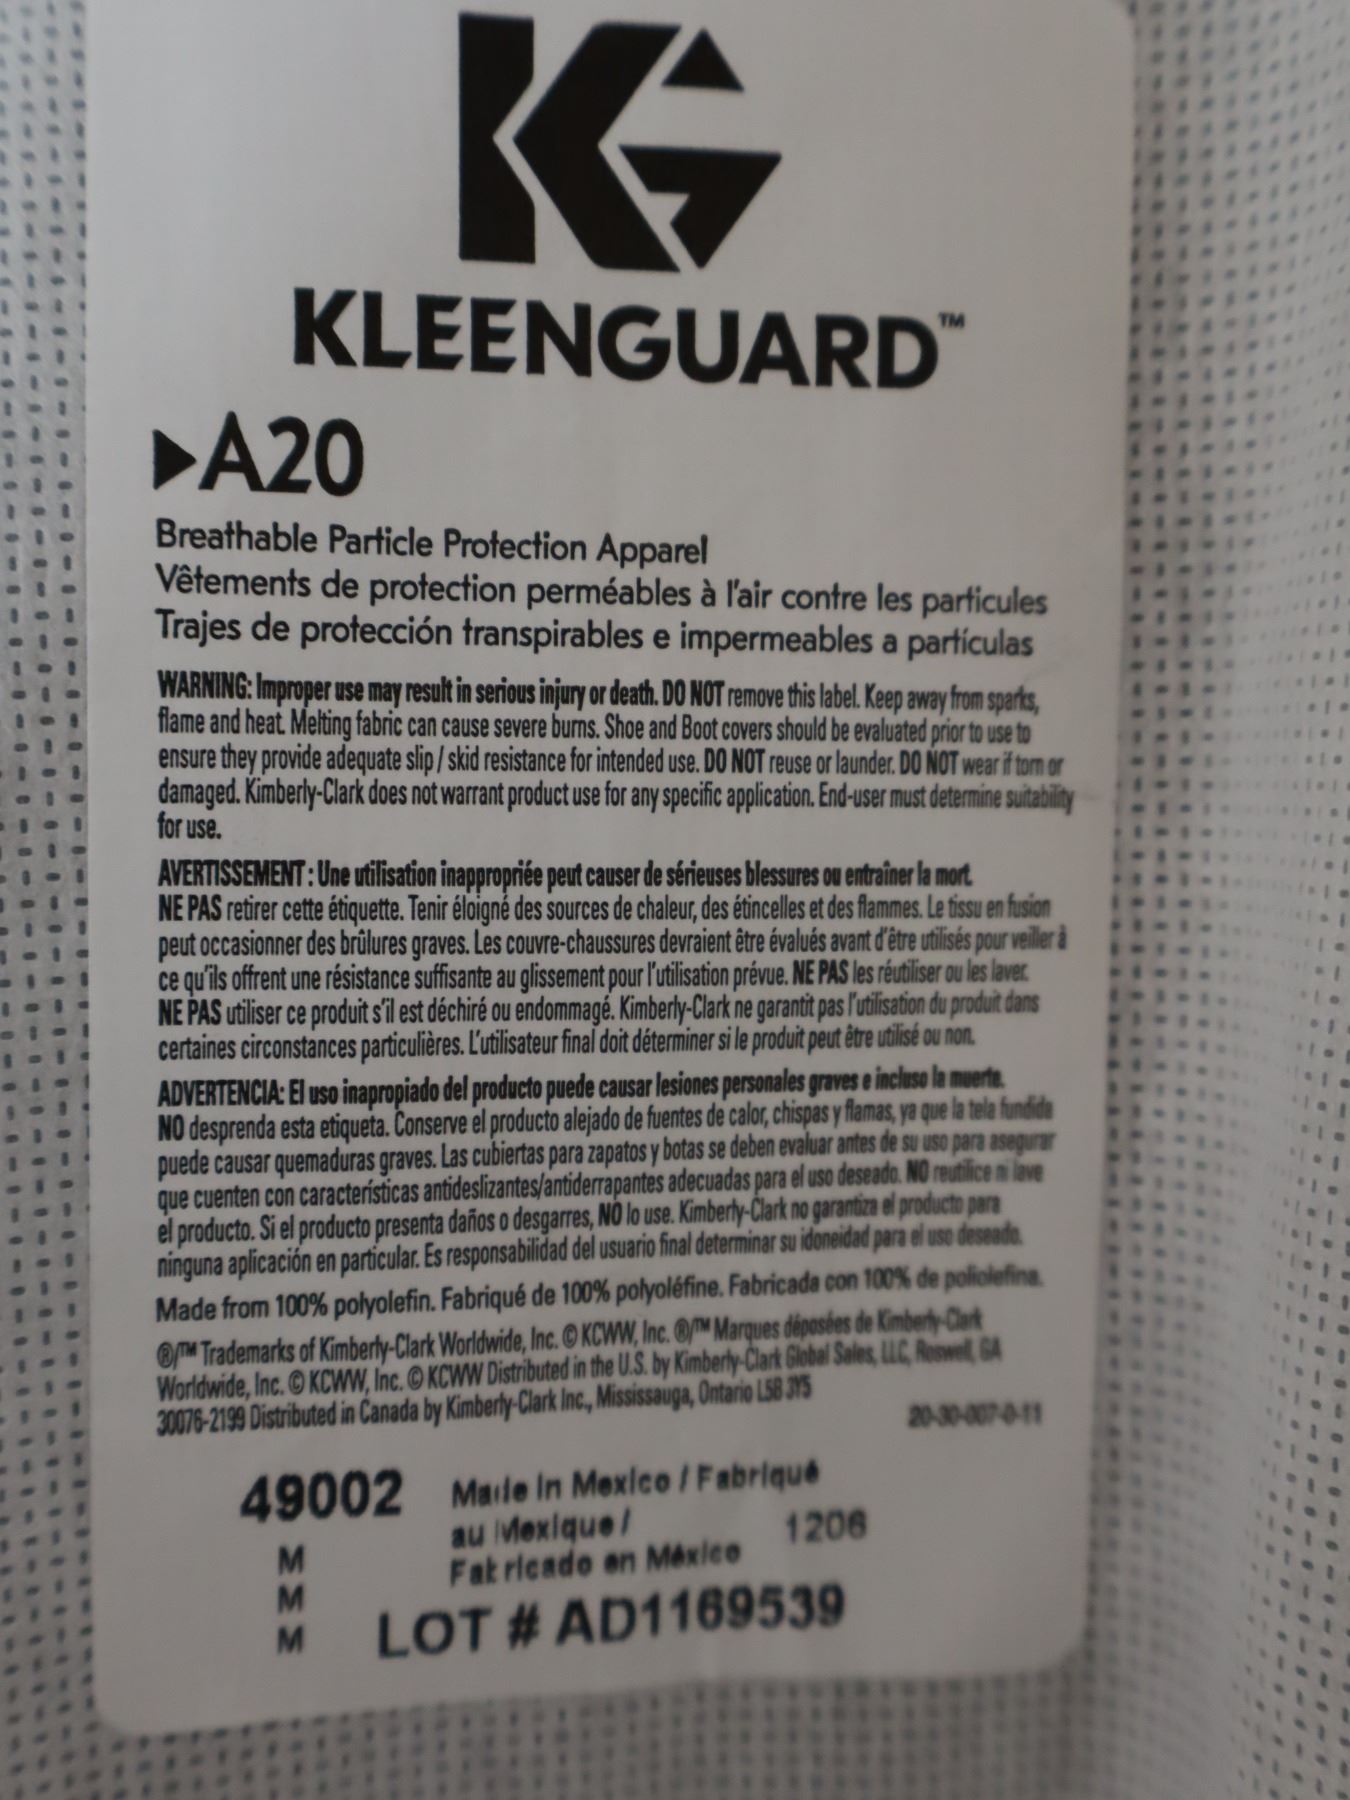 KG
KLEENGUARD™
▶A20
Breathable Particle Protection Apparel
Vêtements de protection perméables à l'air contre les particules
Trajes de protección transpirables e impermeables a partículas
WARNING: Improper use may result in serious injury or death. DO NOT remove this label. Keep away from sparks,
flame and heat. Melting fabric can cause severe burns. Shoe and Boot covers should be evaluated prior to use to
ensure they provide adequate slip / skid resistance for intended use. DO NOT reuse or launder. DO NOT wear if torn or
damaged. Kimberly-Clark does not warrant product use for any specific application. End-user must determine suitability
for use.
AVERTISSEMENT : Une utilisation inappropriée peut causer de sérieuses blessures ou entraîner la mort.
NE PAS retirer cette étiquette. Tenir éloigné des sources de chaleur, des étincelles et des flammes. Le tissu en fusion
peut occasionner des brûlures graves. Les couvre-chaussures devraient être évalués avant d'être utilisés pour veiller à
ce qu'ils offrent une résistance suffisante au glissement pour l'utilisation prévue. NE PAS les réutiliser ou les laver.
NE PAS utiliser ce produit s'il est déchiré ou endommagé. Kimberly-Clark ne garantit pas l'utilisation du produit dans
certaines circonstances particulières. L'utilisateur final doit déterminer si le produit peut être utilisé ou non.
ADVERTENCIA: El uso inapropiado del producto puede causar lesiones personales graves e incluso la muerte.
NO desprenda esta etiqueta. Conserve el producto alejado de fuentes de calor, chispas y flamas, ya que la tela fundida
puede causar quemaduras graves. Las cubiertas para zapatos y botas se deben evaluar antes de su uso para asegurar
que cuenten con características antideslizantes/antiderrapantes adecuadas para el uso deseado. NO reutilice ni lave
el producto. Si el producto presenta daños o desgarres, NO lo use. Kimberly-Clark no garantiza el producto para
ninguna aplicación en particular. Es responsabilidad del usuario final determinar su idoneidad para el uso deseado.
Made from 100% polyolefin. Fabriqué de 100% polyoléfine. Fabricada con 100% de poliolefina.
®/™ Trademarks of Kimberly-Clark Worldwide, Inc. © KCWW, Inc. ®/™ Marques déposées de Kimberly-Clark
Worldwide, Inc. © KCWW, Inc. © KCWW Distributed in the U.S. by Kimberly-Clark Global Sales, LLC, Roswell, GA
30076-2199 Distributed in Canada by Kimberly-Clark Inc., Mississauga, Ontario L5B 3Y5
20-30-007-0-11
49002 Made in Mexico / Fabriqué
au Mexique / 1206
M Fabricado en México
M
M LOT # AD1169539